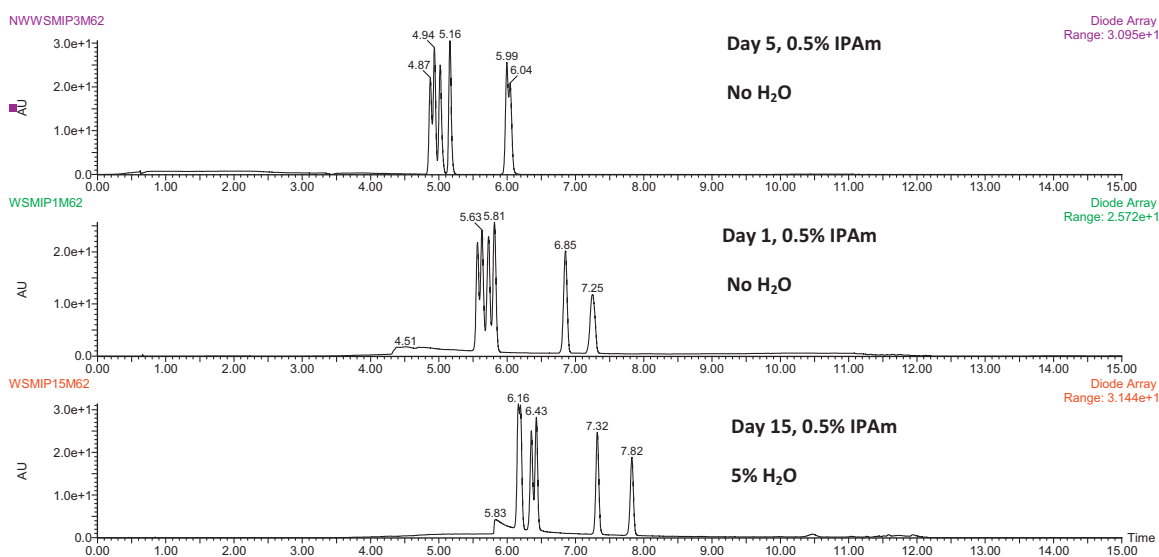 NWWSMIP3M62
Diode Array
Range: 3.095e+1
AU
3.0e+1
2.0e+1
1.0e+1
0.0
4.87
4.94
5.16
5.99
6.04
Day 5, 0.5% IPAm
No H₂O
0.00 1.00 2.00 3.00 4.00 5.00 6.00 7.00 8.00 9.00 10.00 11.00 12.00 13.00 14.00 15.00
WSMIP1M62
Diode Array
Range: 2.572e+1
AU
2.0e+1
1.0e+1
0.0
4.51
5.63
5.81
6.85
7.25
Day 1, 0.5% IPAm
No H₂O
0.00 1.00 2.00 3.00 4.00 5.00 6.00 7.00 8.00 9.00 10.00 11.00 12.00 13.00 14.00 15.00
WSMIP15M62
Diode Array
Range: 3.144e+1
AU
3.0e+1
2.0e+1
1.0e+1
0.0
5.83
6.16
6.43
7.32
7.82
Day 15, 0.5% IPAm
5% H₂O
Time
0.00 1.00 2.00 3.00 4.00 5.00 6.00 7.00 8.00 9.00 10.00 11.00 12.00 13.00 14.00 15.00